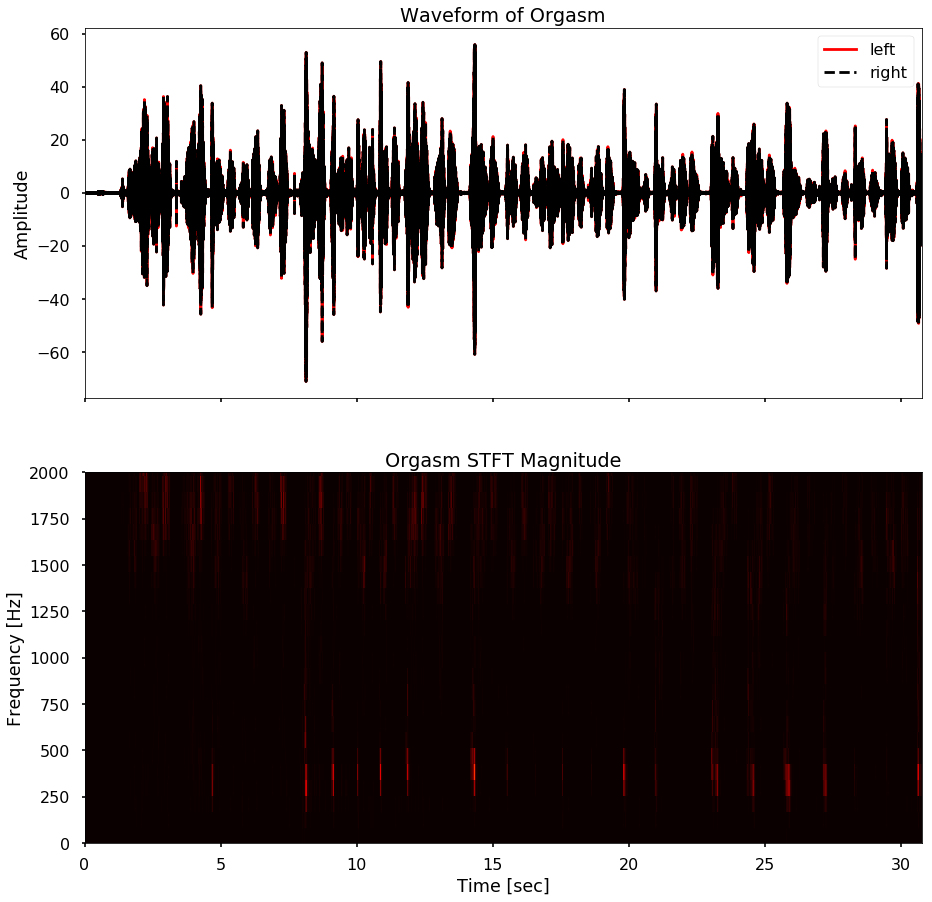 Waveform of Orgasm
60
40
20
0
−20
−40
−60
Amplitude
left
right
Orgasm STFT Magnitude
2000
1750
1500
1250
1000
750
500
250
0
Frequency [Hz]
0 5 10 15 20 25 30
Time [sec]